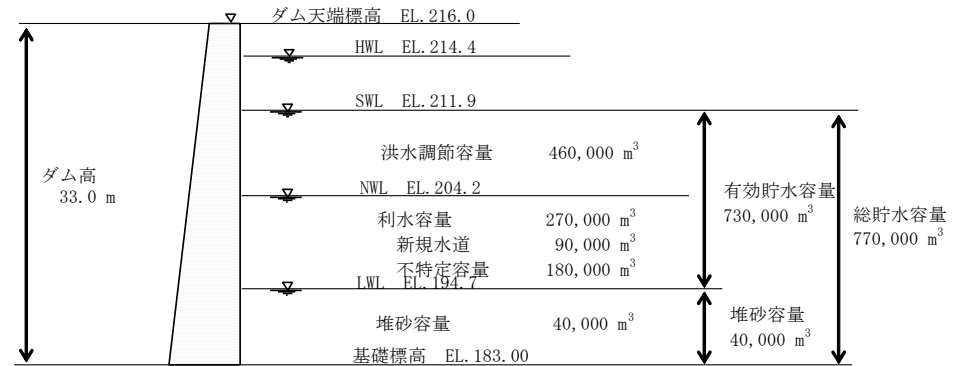 ダム天端標高 EL.216.0
HWL EL.214.4
SWL EL.211.9
洪水調節容量 460,000 m³
ダム高
33.0 m
NWL EL.204.2
有効貯水容量
730,000 m³
総貯水容量
770,000 m³
利水容量 270,000 m³
新規水道 90,000 m³
不特定容量 180,000 m³
LWL EL.194.7
堆砂容量 40,000 m³
堆砂容量
40,000 m³
基礎標高 EL.183.00